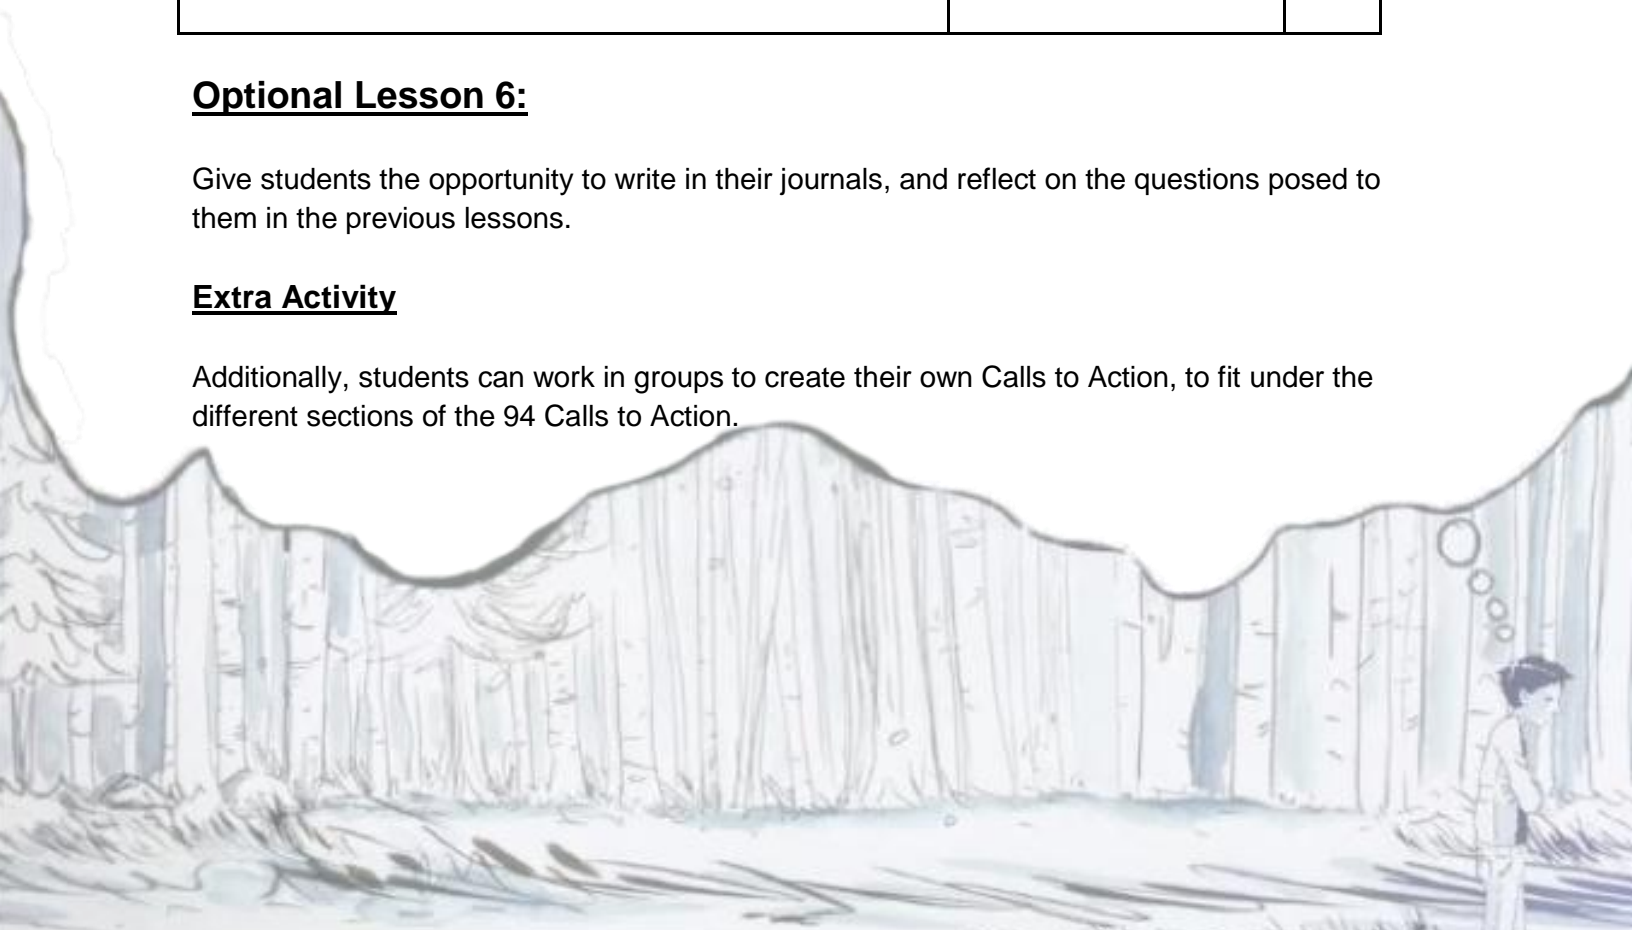 Optional Lesson 6:
Give students the opportunity to write in their journals, and reflect on the questions posed to
them in the previous lessons.
Extra Activity
Additionally, students can work in groups to create their own Calls to Action, to fit under the
different sections of the 94 Calls to Action.